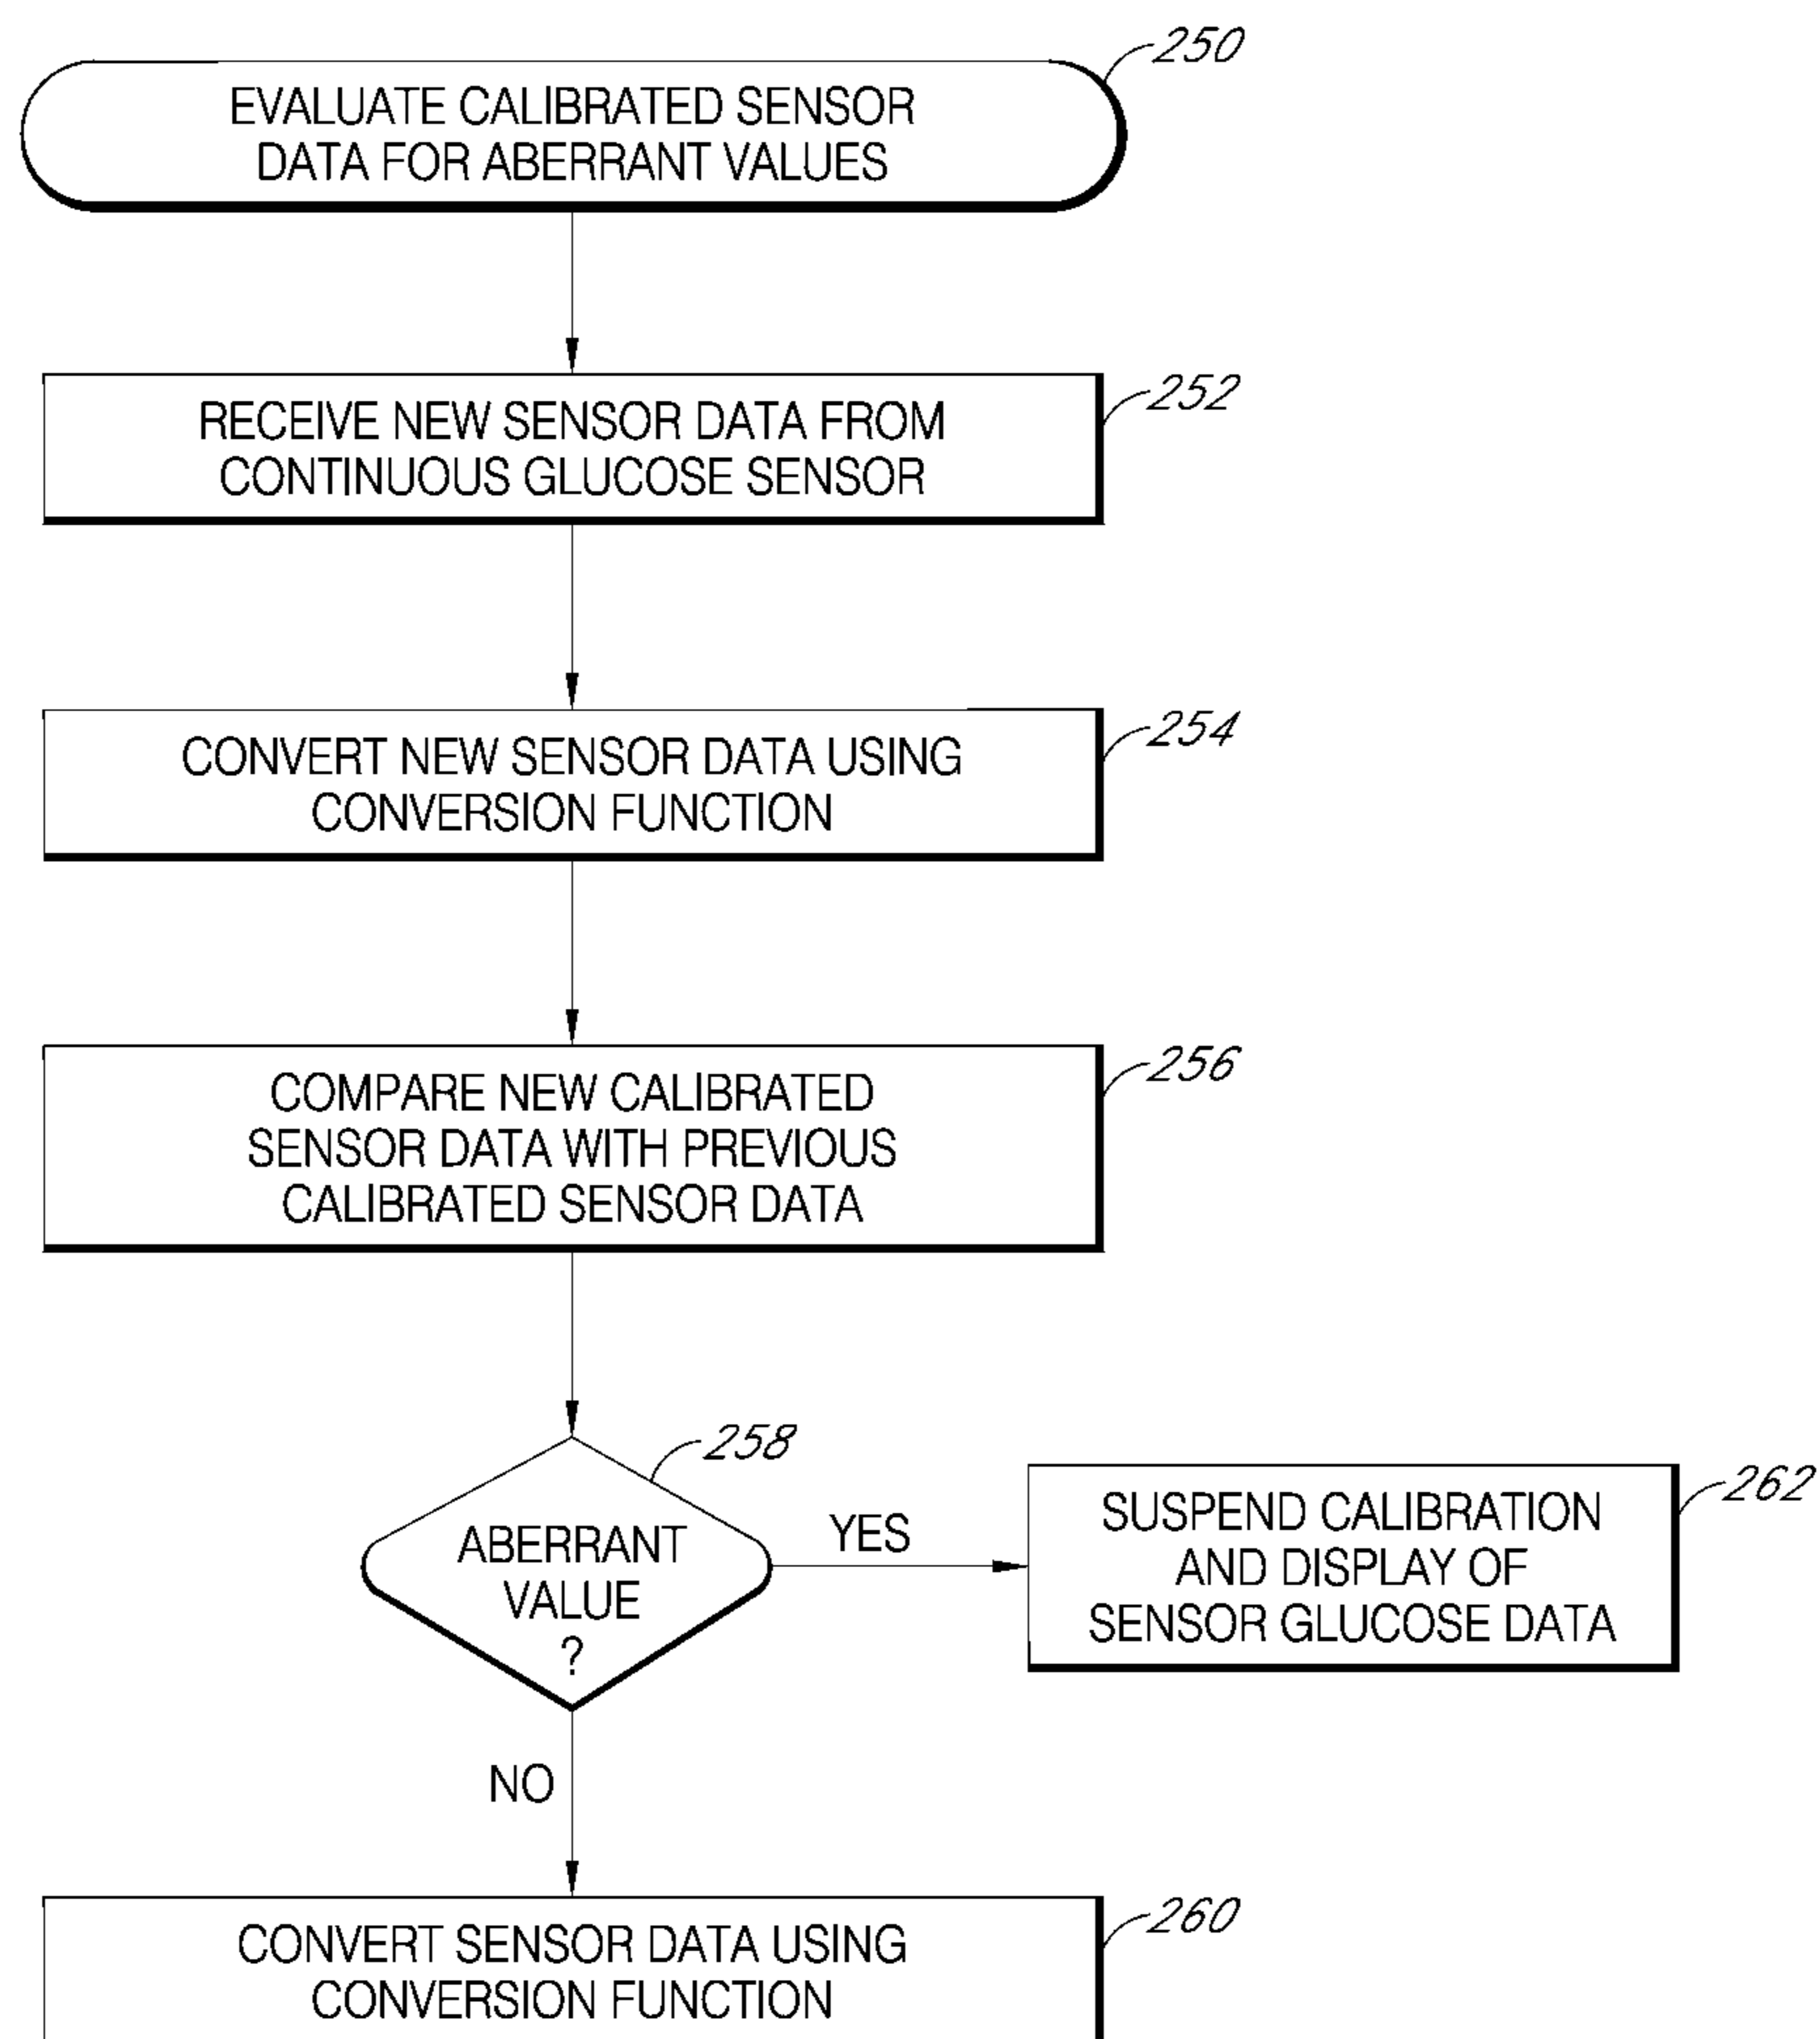 250
EVALUATE CALIBRATED SENSOR
DATA FOR ABERRANT VALUES
252
RECEIVE NEW SENSOR DATA FROM
CONTINUOUS GLUCOSE SENSOR
254
CONVERT NEW SENSOR DATA USING
CONVERSION FUNCTION
256
COMPARE NEW CALIBRATED
SENSOR DATA WITH PREVIOUS
CALIBRATED SENSOR DATA
258
ABERRANT
VALUE
?
YES
262
SUSPEND CALIBRATION
AND DISPLAY OF
SENSOR GLUCOSE DATA
NO
260
CONVERT SENSOR DATA USING
CONVERSION FUNCTION